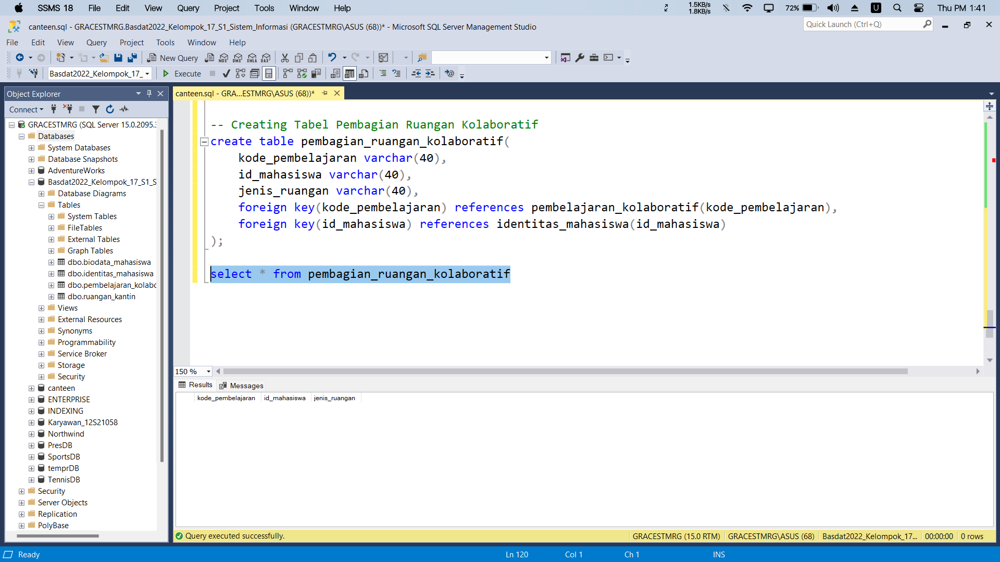 SSMS 18 File Edit View Query Project Tools Window Help
1.5KB/s
1.8KB/s
72% U Thu PM 1:41
canteen.sql - GRACESTMRG.Basdat2022_Kelompok_17_S1_Sistem_Informasi (GRACESTMRG\ASUS (68))* - Microsoft SQL Server Management Studio
Quick Launch (Ctrl+Q)
File Edit View Query Project Tools Window Help
New Query MDX DMX XMLA DAX
Basdat2022_Kelompok_17_ Execute
Object Explorer
Connect
GRACESTMRG (SQL Server 15.0.2095.3
Databases
System Databases
Database Snapshots
AdventureWorks
Basdat2022_Kelompok_17_S1_S
Database Diagrams
Tables
System Tables
FileTables
External Tables
Graph Tables
dbo.biodata_mahasiswa
dbo.identitas_mahasiswa
dbo.pembelajaran_kolabo
dbo.ruangan_kantin
Views
External Resources
Synonyms
Programmability
Service Broker
Storage
Security
canteen
ENTERPRISE
INDEXING
Karyawan_12S21058
Northwind
PresDB
SportsDB
temprDB
TennisDB
Security
Server Objects
Replication
PolyBase
canteen.sql - GRA...ESTMRG\ASUS (68))*
-- Creating Tabel Pembagian Ruangan Kolaboratif
create table pembagian_ruangan_kolaboratif(
kode_pembelajaran varchar(40),
id_mahasiswa varchar(40),
jenis_ruangan varchar(40),
foreign key(kode_pembelajaran) references pembelajaran_kolaboratif(kode_pembelajaran),
foreign key(id_mahasiswa) references identitas_mahasiswa(id_mahasiswa)
);
select * from pembagian_ruangan_kolaboratif
150 %
Results Messages
kode_pembelajaran id_mahasiswa jenis_ruangan
Query executed successfully.
GRACESTMRG (15.0 RTM) GRACESTMRG\ASUS (68) Basdat2022_Kelompok_17... 00:00:00 0 rows
Ready Ln 120 Col 1 Ch 1 INS